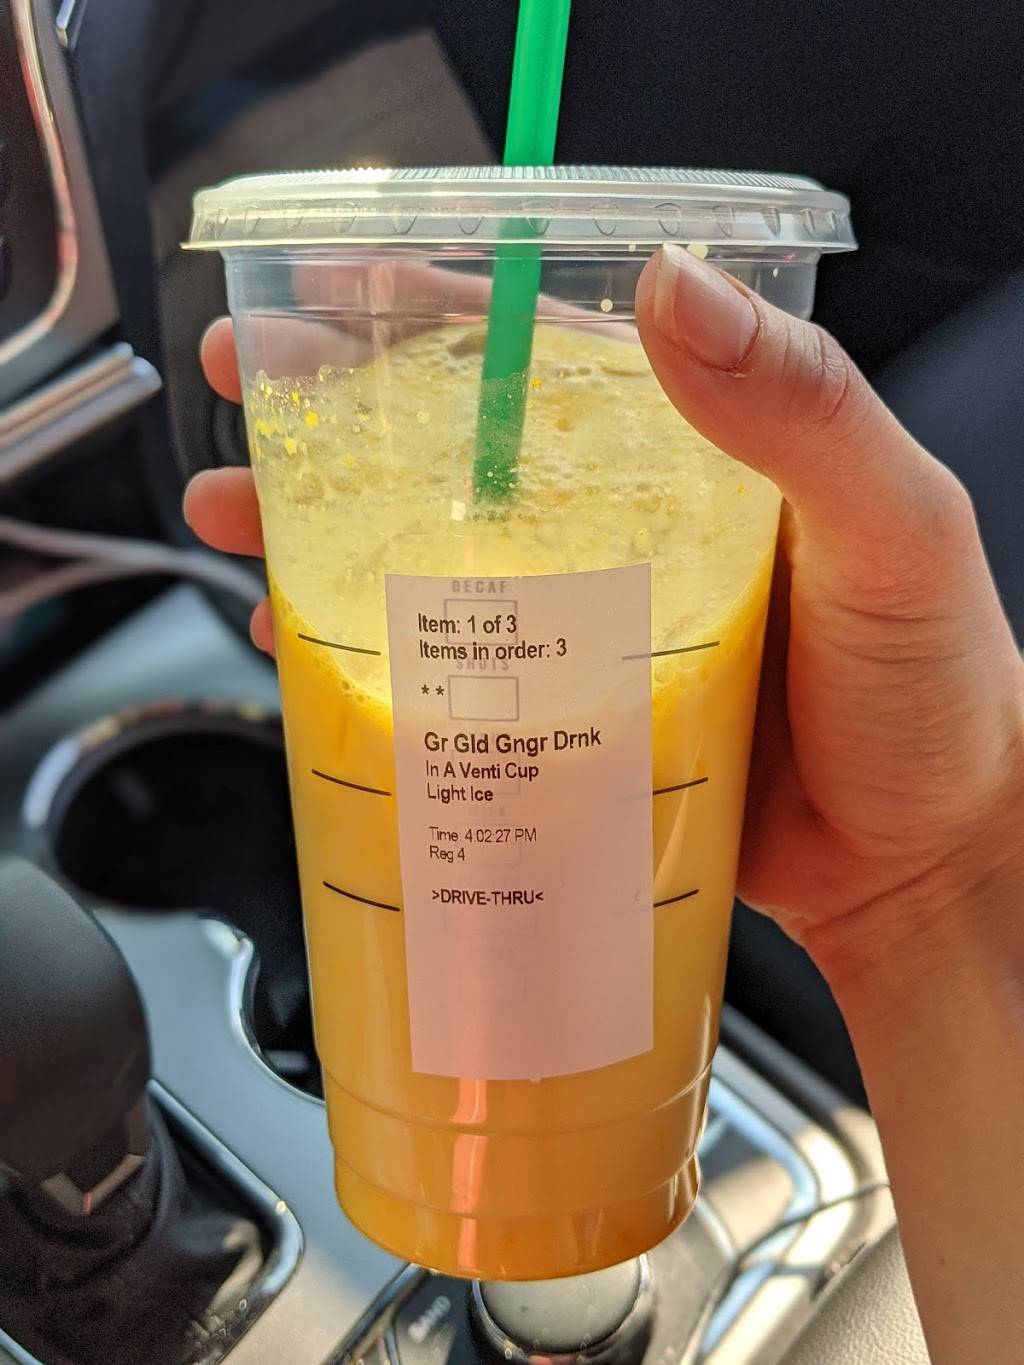 DECAF
Item: 1 of 3
Items in order: 3
SHOTS
**
Gr Gld Gngr Drnk
In A Venti Cup
Light Ice
Time: 4:02:27 PM
Reg 4
>DRIVE-THRU<
BAND